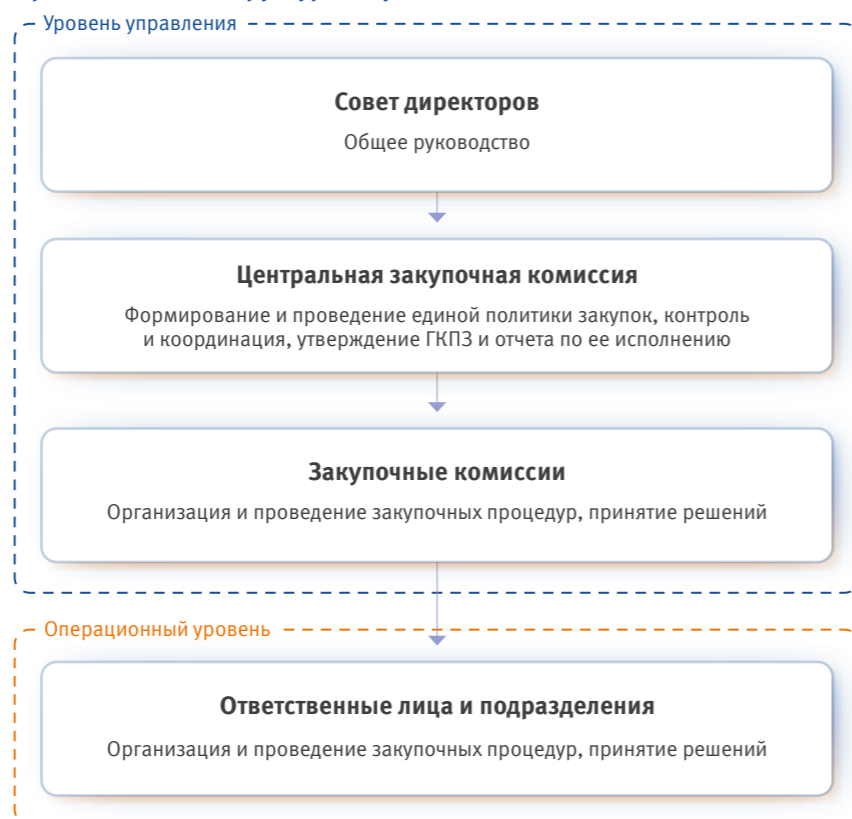 Уровень управления
Совет директоров
Общее руководство
Центральная закупочная комиссия
Формирование и проведение единой политики закупок, контроль
и координация, утверждение ГКПЗ и отчета по ее исполнению
Закупочные комиссии
Организация и проведение закупочных процедур, принятие решений
Операционный уровень
Ответственные лица и подразделения
Организация и проведение закупочных процедур, принятие решений